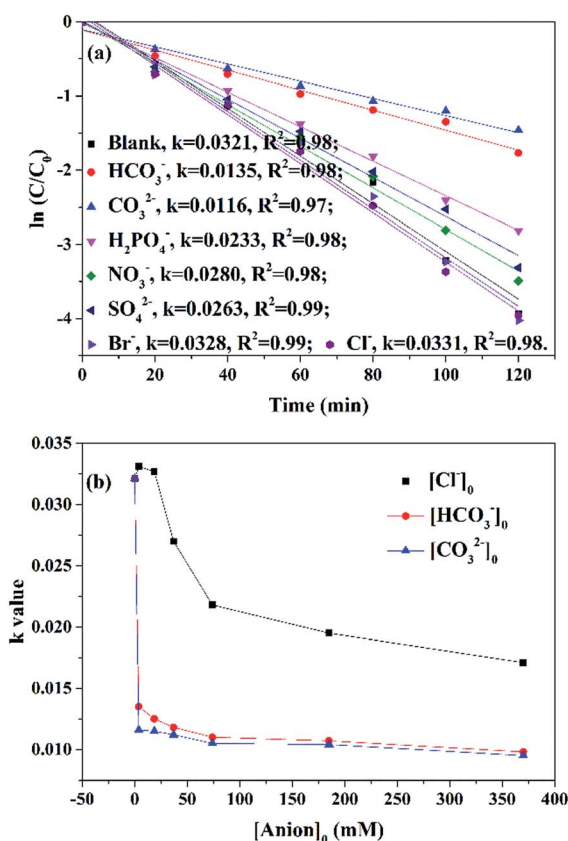 0
(a)
-1
-2
-3
-4
ln (C/C₀)
Blank, k=0.0321, R²=0.98;
HCO₃⁻, k=0.0135, R²=0.98;
CO₃²⁻, k=0.0116, R²=0.97;
H₂PO₄⁻, k=0.0233, R²=0.98;
NO₃⁻, k=0.0280, R²=0.98;
SO₄²⁻, k=0.0263, R²=0.99;
Br⁻, k=0.0328, R²=0.99; Cl⁻, k=0.0331, R²=0.98.
0 20 40 60 80 100 120
Time (min)
0.035
0.030
0.025
0.020
0.015
0.010
k value
(b)
[Cl⁻]₀
[HCO₃⁻]₀
[CO₃²⁻]₀
-50 0 50 100 150 200 250 300 350 400
[Anion]₀ (mM)